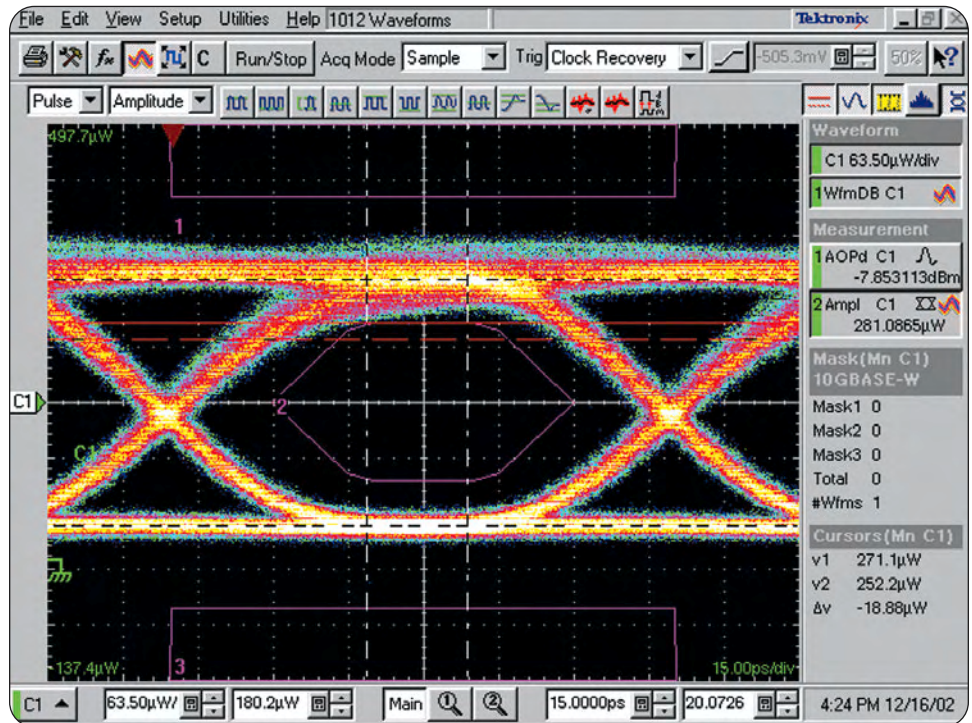 File Edit View Setup Utilities Help 1012 Waveforms Tektronix
Run/Stop Acq Mode Sample Trig Clock Recovery -505.3mV 50%
C
Pulse Amplitude
497.7µW
1
2
C1
C1
3
-137.4µW
15.00ps/div
Waveform
C1 63.50µW/div
1 WfmDB C1
Measurement
1 AOPd C1
-7.853113dBm
2 Ampl C1
281.0865µW
Mask(Mn C1)
10GBASE-W
Mask1 0
Mask2 0
Mask3 0
Total 0
#Wfms 1
Cursors(Mn C1)
v1 271.1µW
v2 252.2µW
Δv -18.88µW
C1 63.50µW/ 180.2µW Main 1 2 15.0000ps 20.0726 4:24 PM 12/16/02